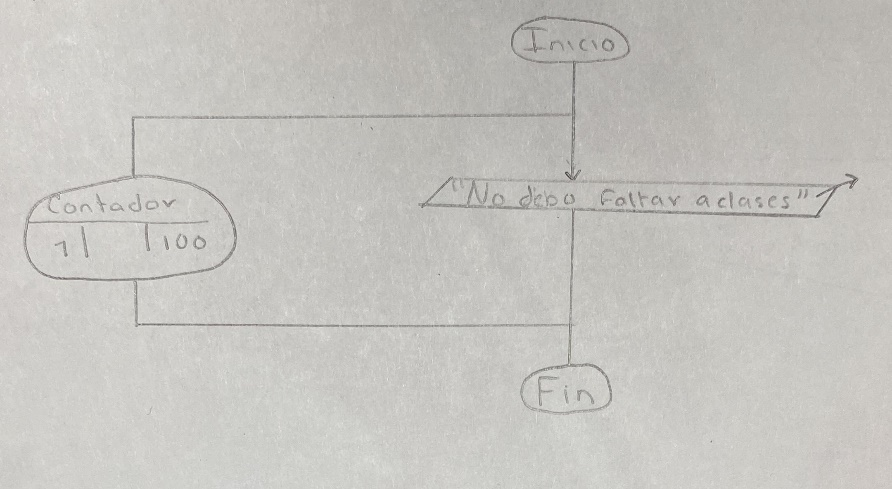 Inicio
"No debo Faltar a clases"
Contador
1 100
Fin